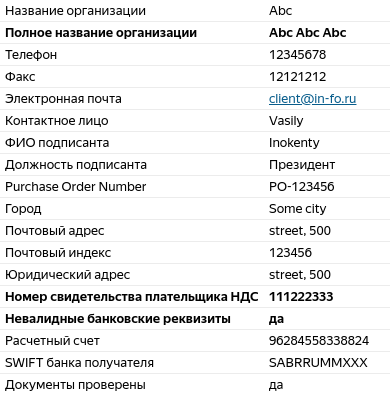 Название организации Abc
Полное название организации Abc Abc Abc
Телефон 12345678
Факс 12121212
Электронная почта client@in-fo.ru
Контактное лицо Vasily
ФИО подписанта Inokenty
Должность подписанта Президент
Purchase Order Number PO-123456
Город Some city
Почтовый адрес street, 500
Почтовый индекс 123456
Юридический адрес street, 500
Номер свидетельства плательщика НДС 111222333
Невалидные банковские реквизиты да
Расчетный счет 96284558338824
SWIFT банка получателя SABRRUMMXXX
Документы проверены да